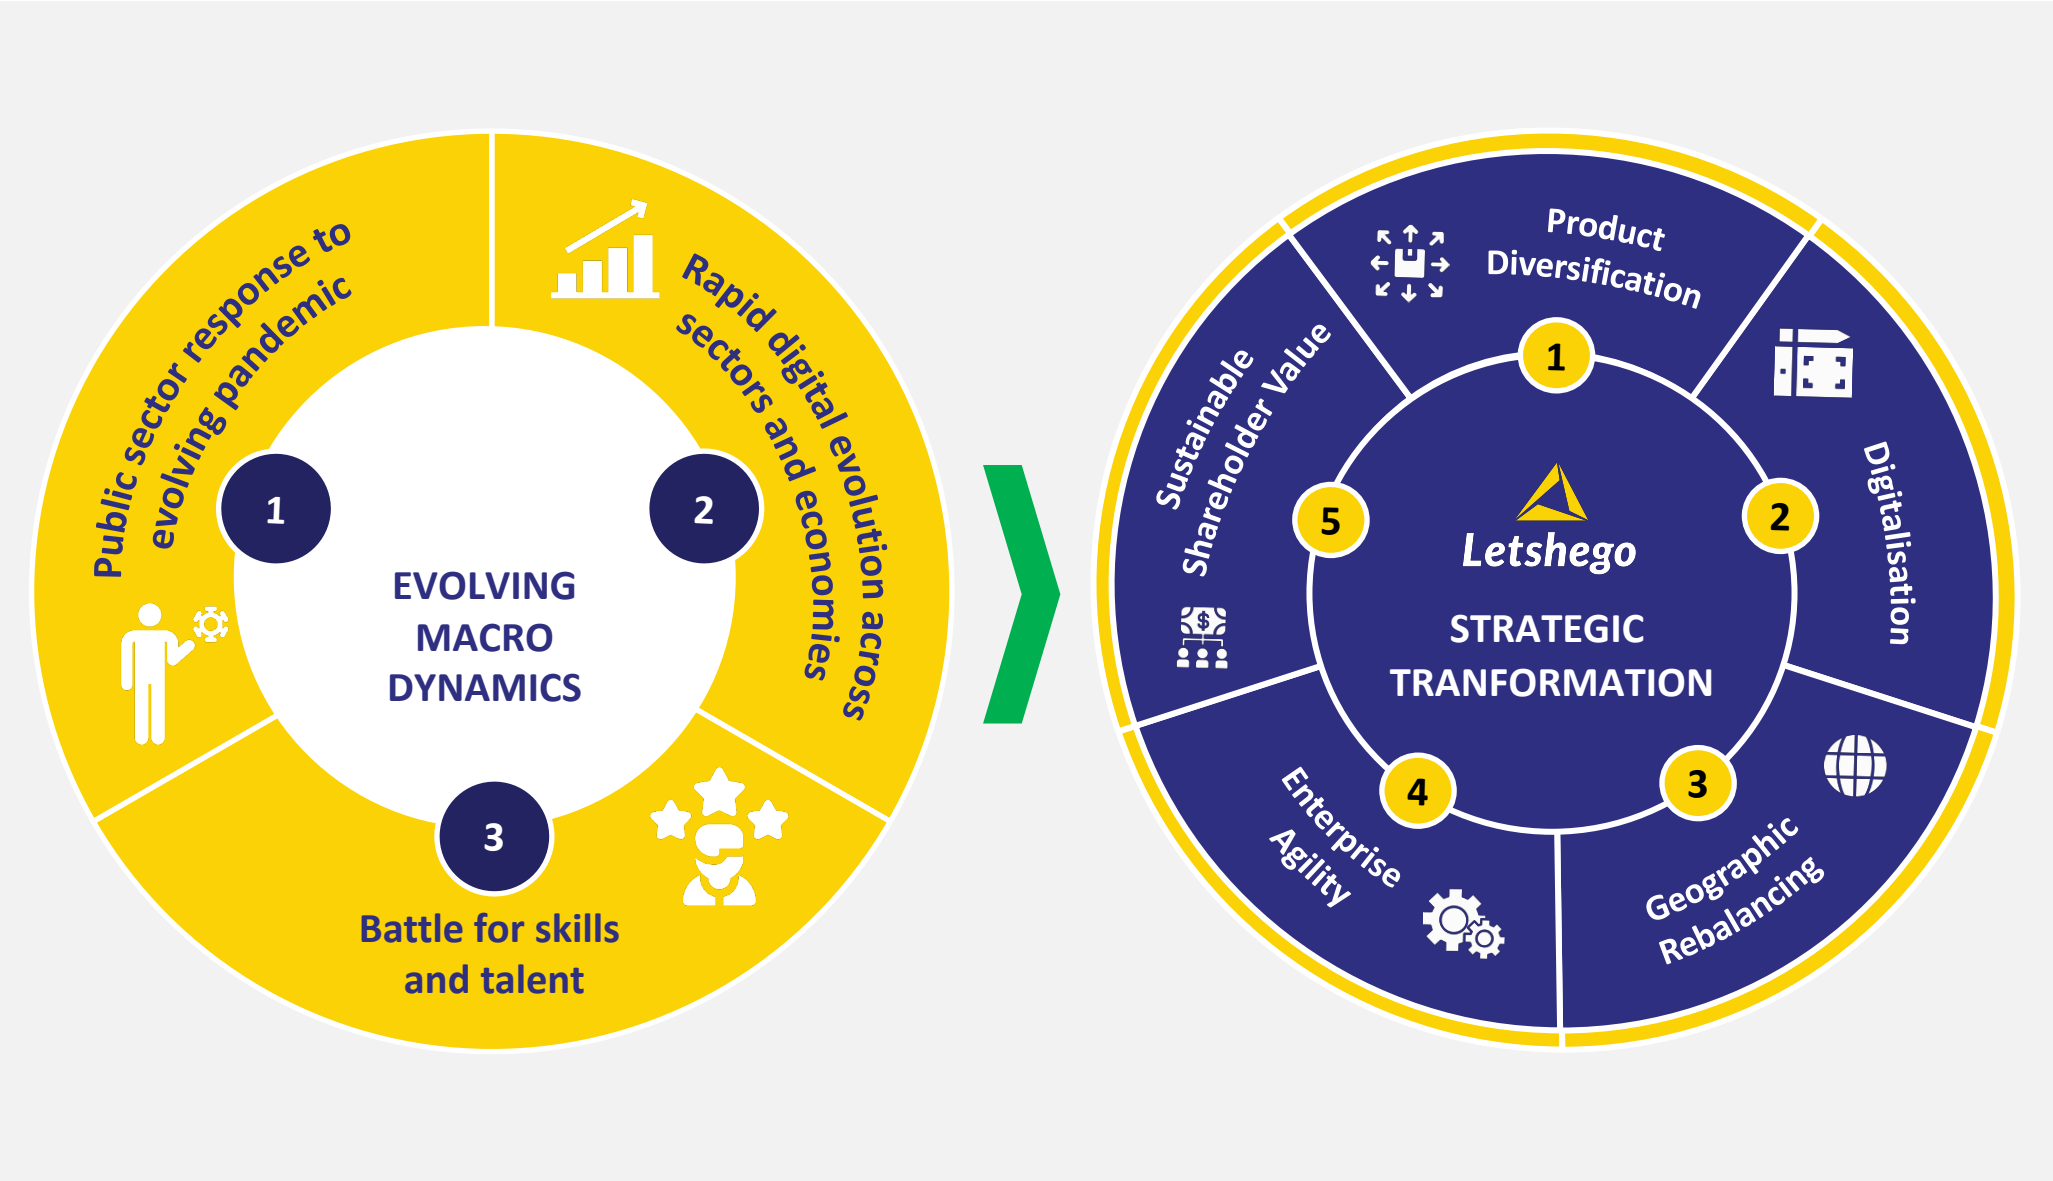 Public sector response to
evolving pandemic
1
Rapid digital evolution across
sectors and economies
2
EVOLVING
MACRO
DYNAMICS
3
Battle for skills
and talent
Product
Diversification
1
Digitalisation
2
Geographic
Rebalancing
3
Enterprise
Agility
4
Sustainable
Shareholder Value
$
5
Letshego
STRATEGIC
TRANFORMATION